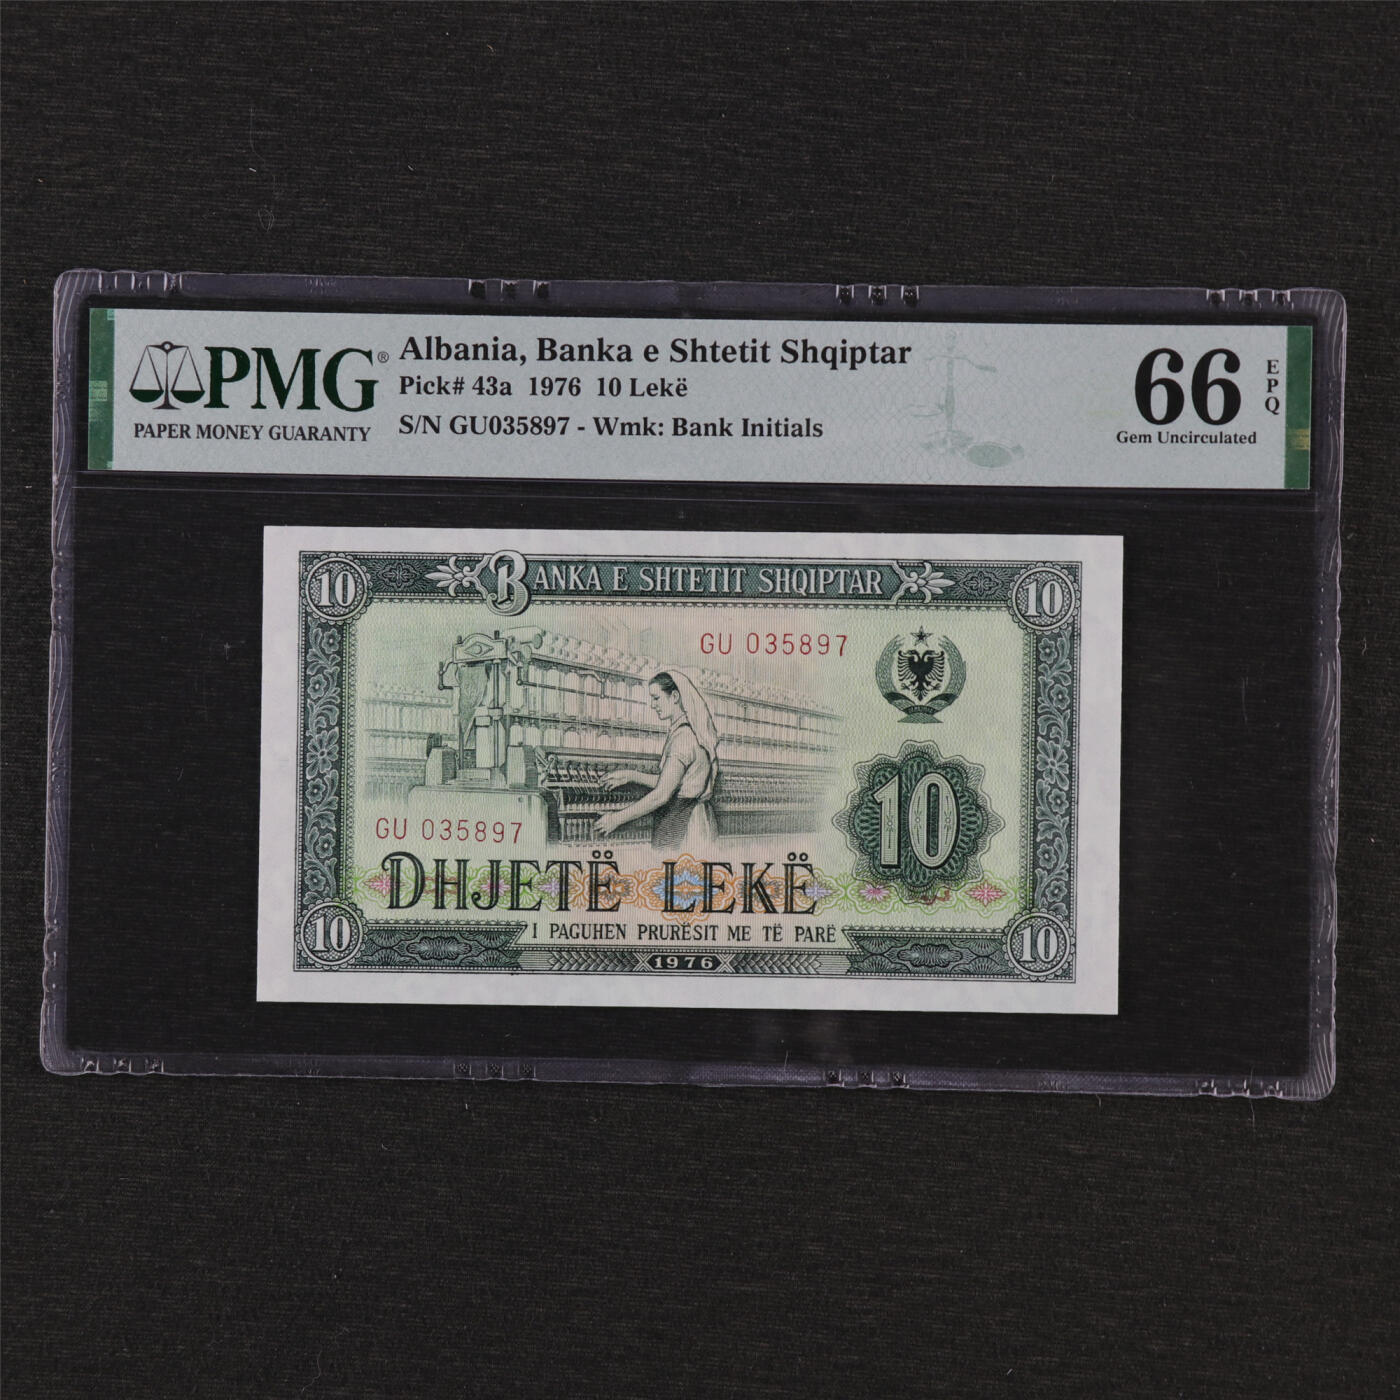 PMG®
PAPER MONEY GUARANTY
Albania, Banka e Shtetit Shqiptar
Pick# 43a 1976 10 Lekë
S/N GU035897 - Wmk: Bank Initials
66
EPQ
Gem Uncirculated
10
BANKA E SHTETIT SHQIPTAR
10
GU 035897
10
GU 035897
DHJETË LEKË
I PAGUHEN PRURËSIT ME TË PARË
10
1976
10